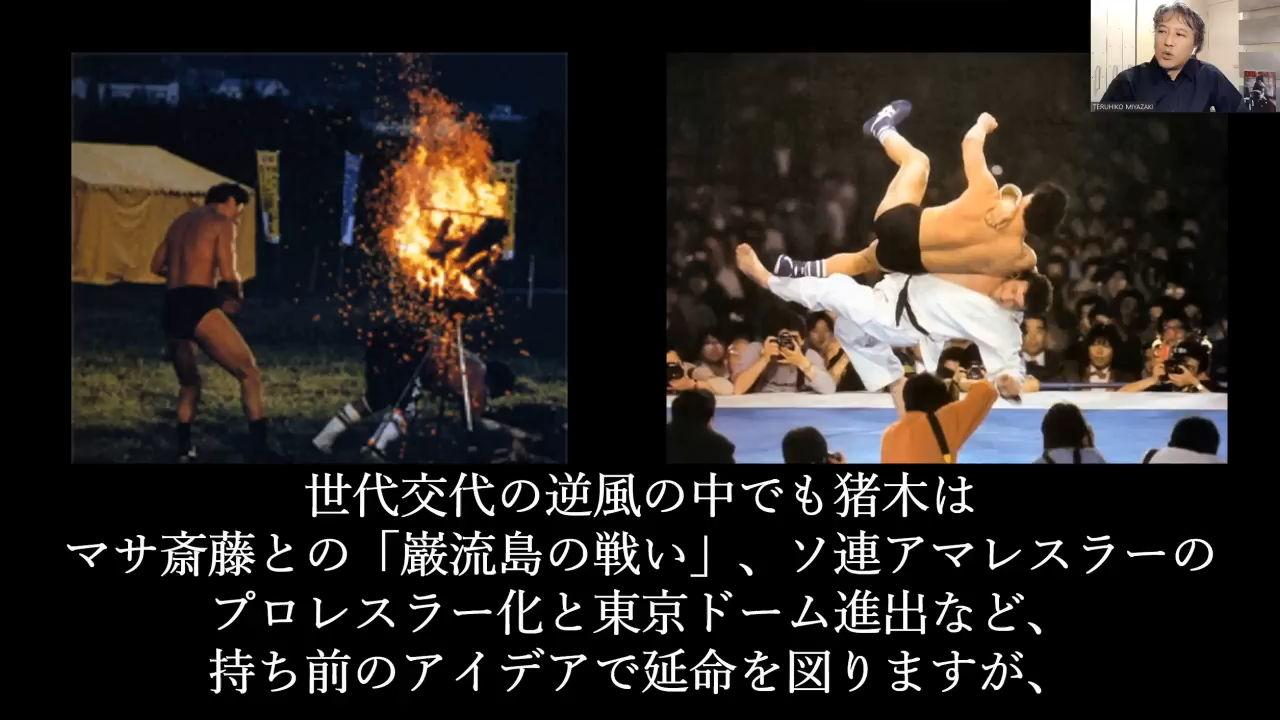 TERUHIKO MIYAZAKI
世代交代の逆風の中でも猪木は
マサ斎藤との「巌流島の戦い」、ソ連アマレスラーの
プロレスラー化と東京ドーム進出など、
持ち前のアイデアで延命を図りますが、